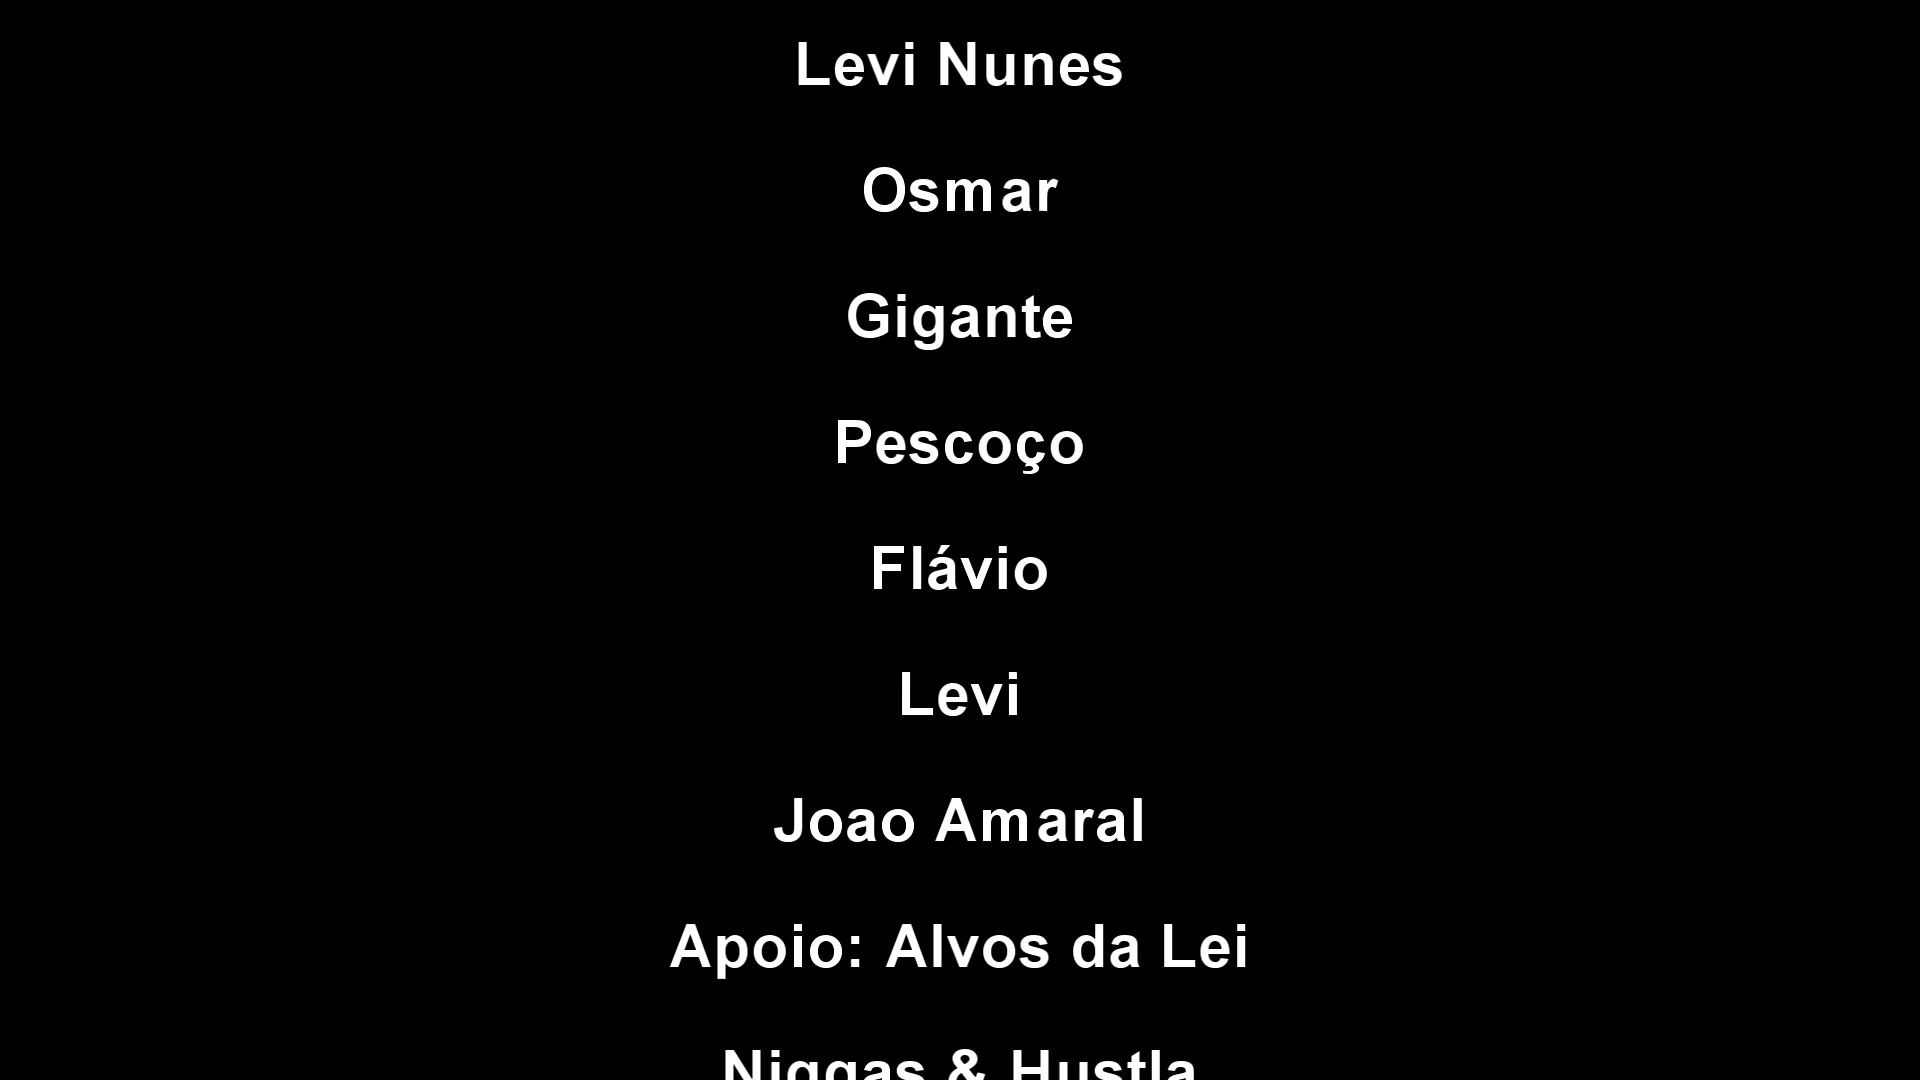 Levi Nunes
Osmar
Gigante
Pescoço
Flávio
Levi
Joao Amaral
Apoio: Alvos da Lei
Niggas & Hustla